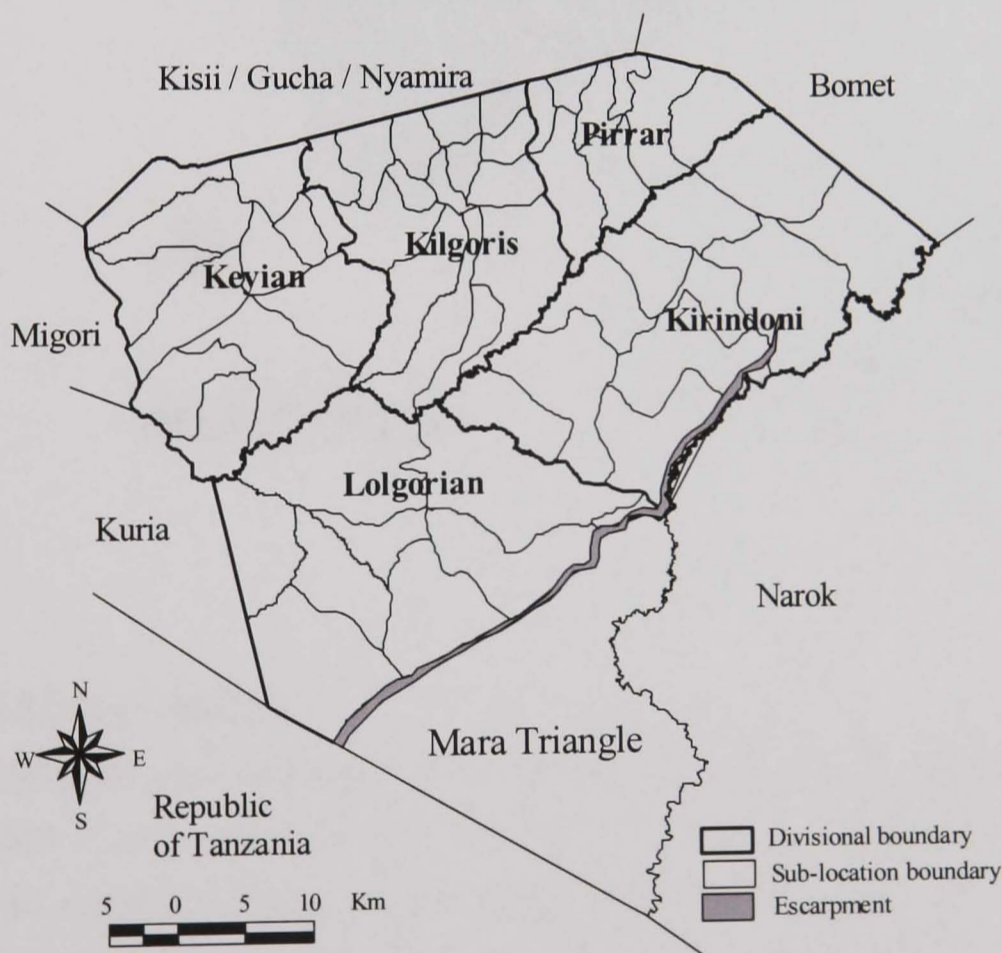 Kisii / Gucha / Nyamira
Bomet
Pirrar
Kilgoris
Keyian
Kirindoni
Migori
Lolgorian
Kuria
Narok
N
W E
S
Mara Triangle
Republic
of Tanzania
Divisional boundary
Sub-location boundary
Escarpment
5 0 5 10 Km